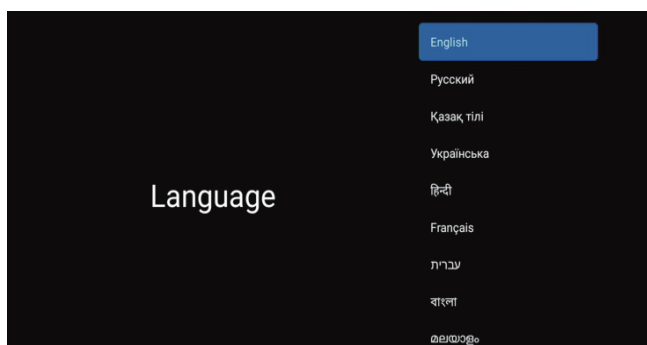 Language
English
Русский
Қазақ тілі
Українська
हिन्दी
Français
עברית
বাংলা
മലയാളം